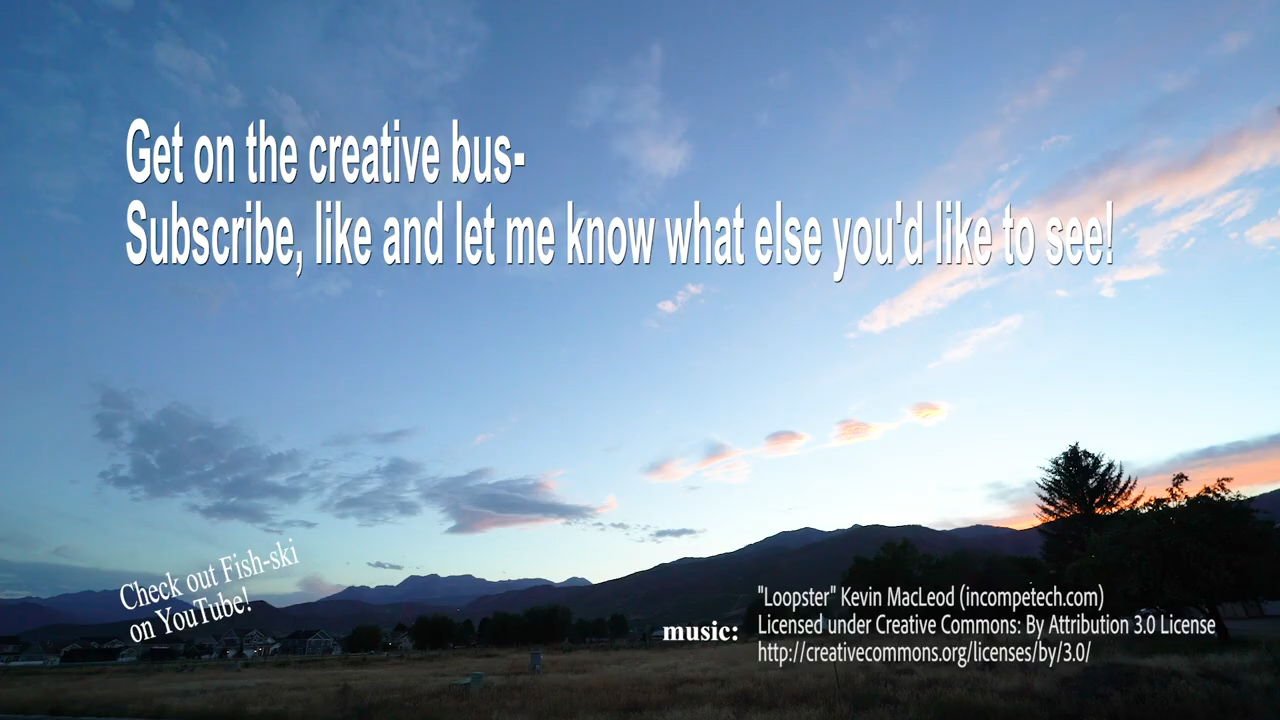 Get on the creative bus-
Subscribe, like and let me know what else you'd like to see!
Check out Fish-ski
on YouTube!
music:
"Loopster" Kevin MacLeod (incompetech.com)
Licensed under Creative Commons: By Attribution 3.0 License
http://creativecommons.org/licenses/by/3.0/